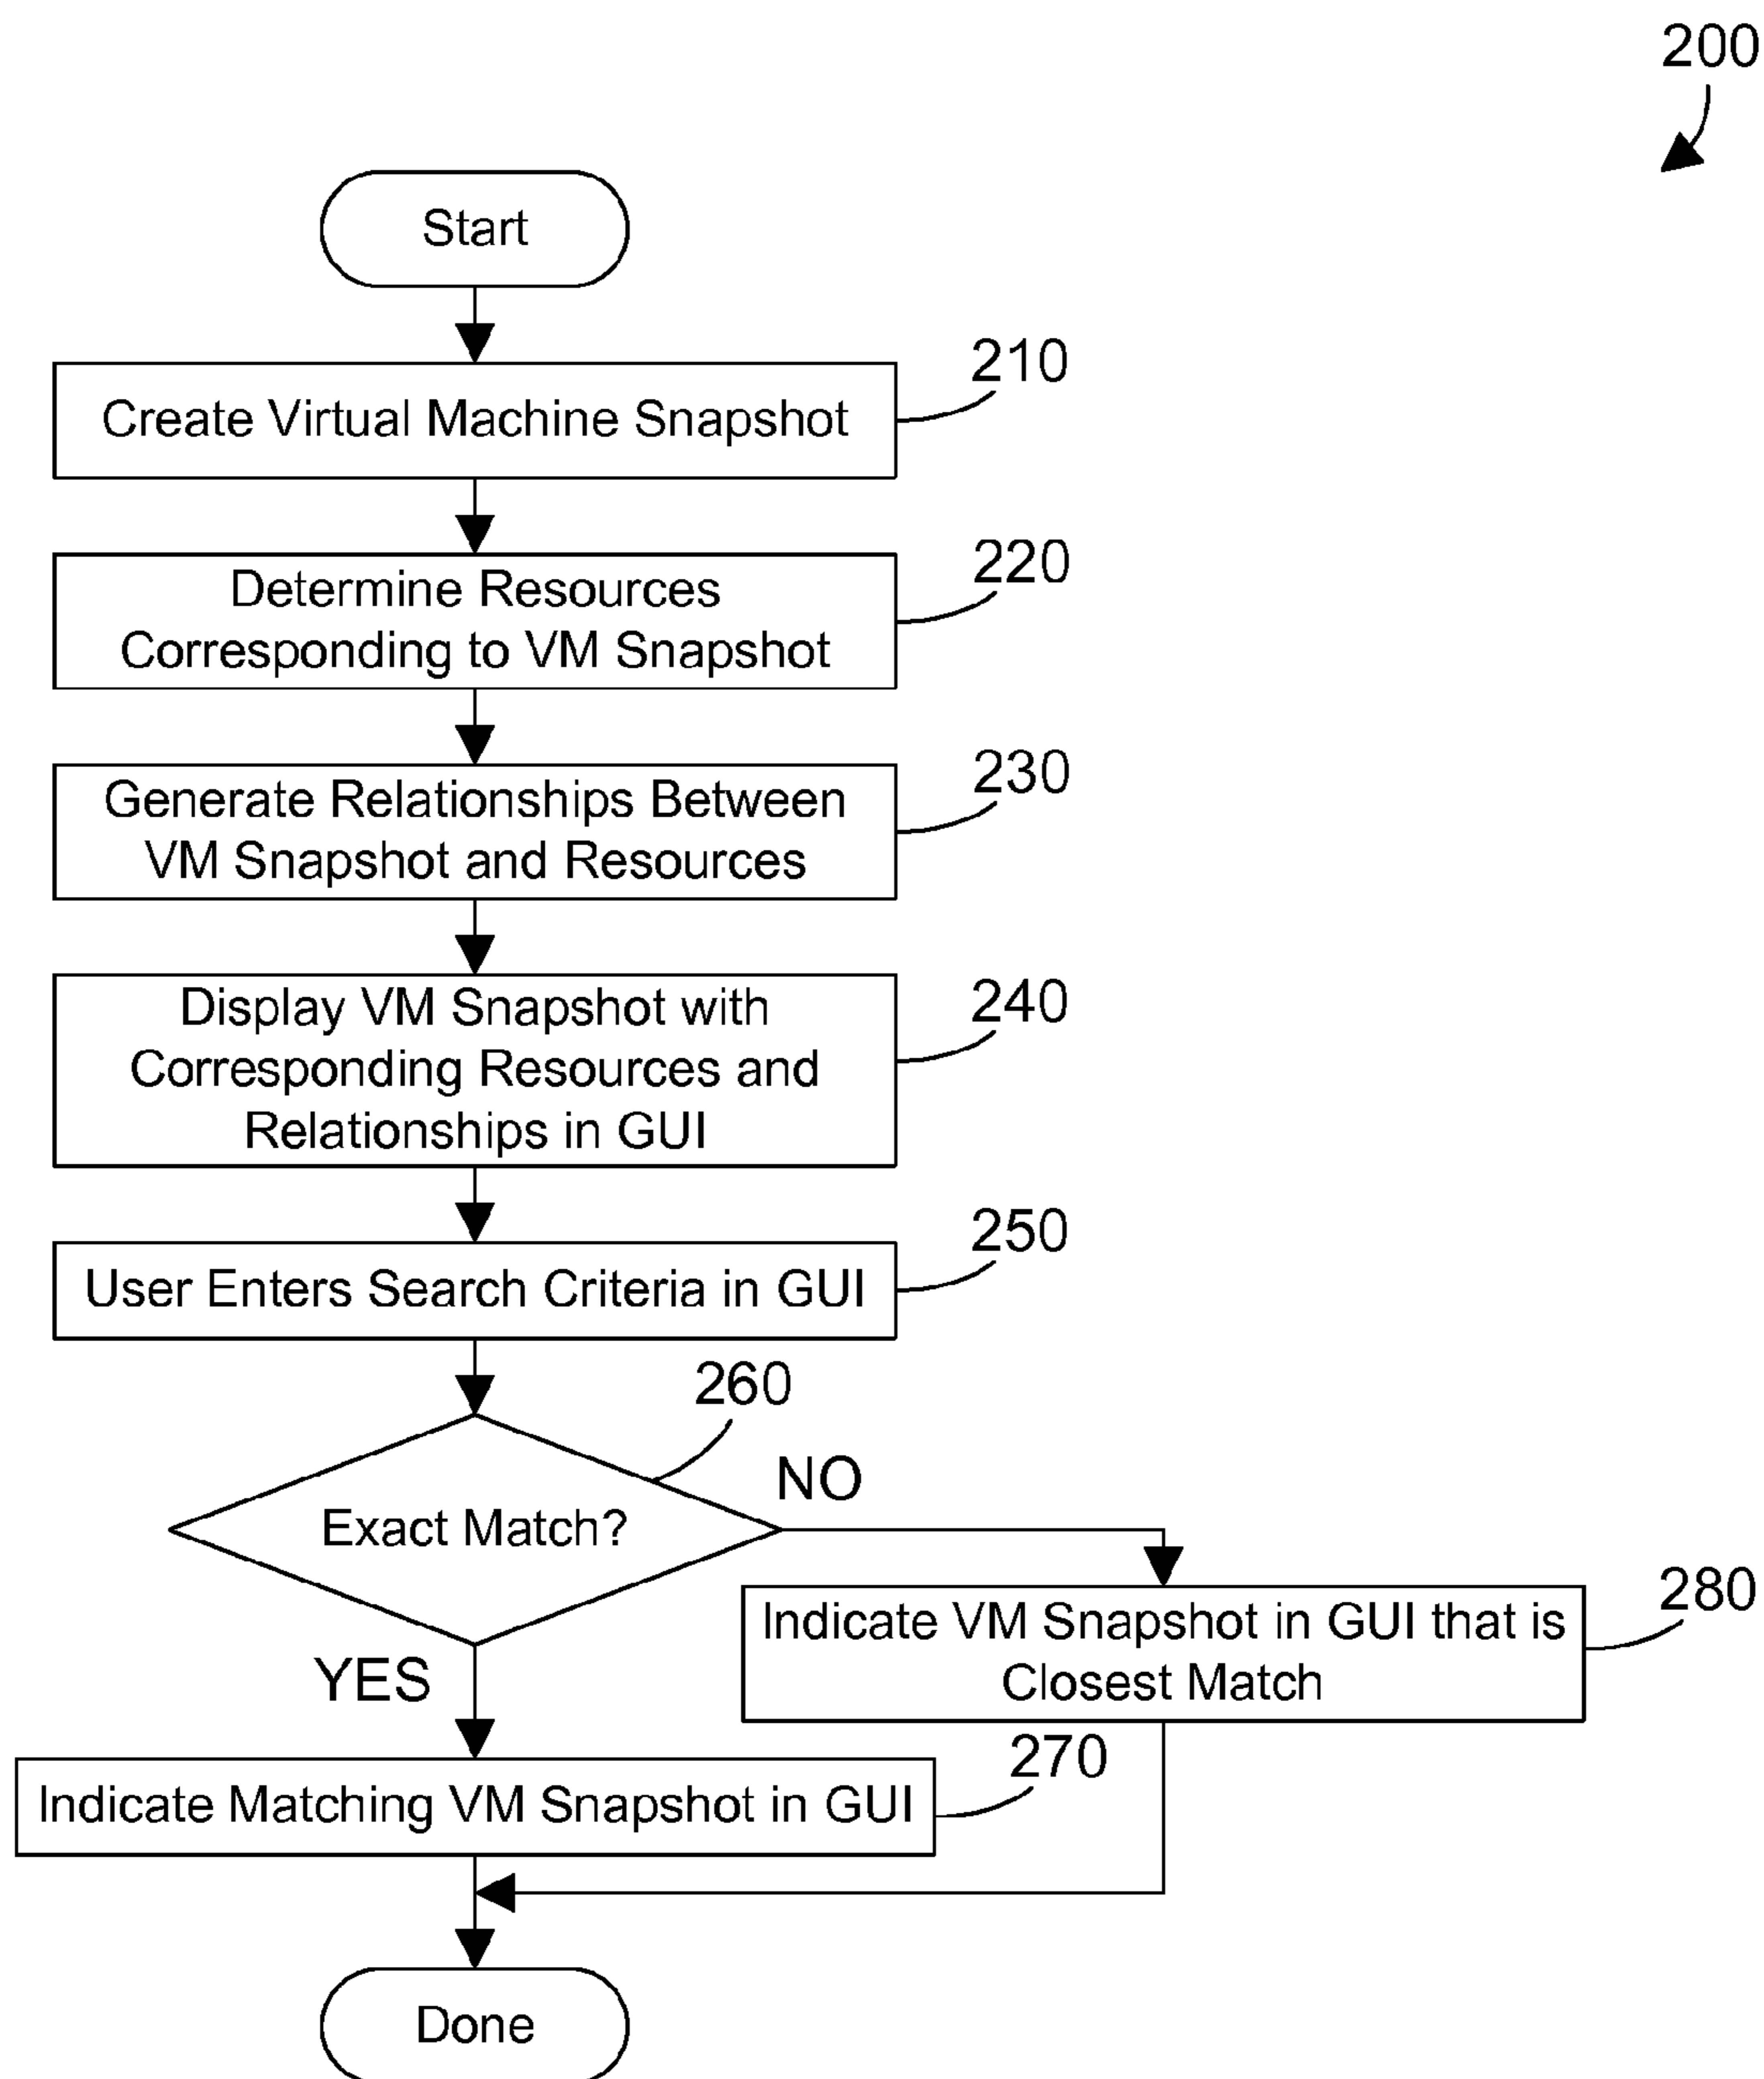 200
Start
210
Create Virtual Machine Snapshot
220
Determine Resources
Corresponding to VM Snapshot
230
Generate Relationships Between
VM Snapshot and Resources
240
Display VM Snapshot with
Corresponding Resources and
Relationships in GUI
250
User Enters Search Criteria in GUI
260
NO
Exact Match?
280
Indicate VM Snapshot in GUI that is
Closest Match
YES
270
Indicate Matching VM Snapshot in GUI
Done